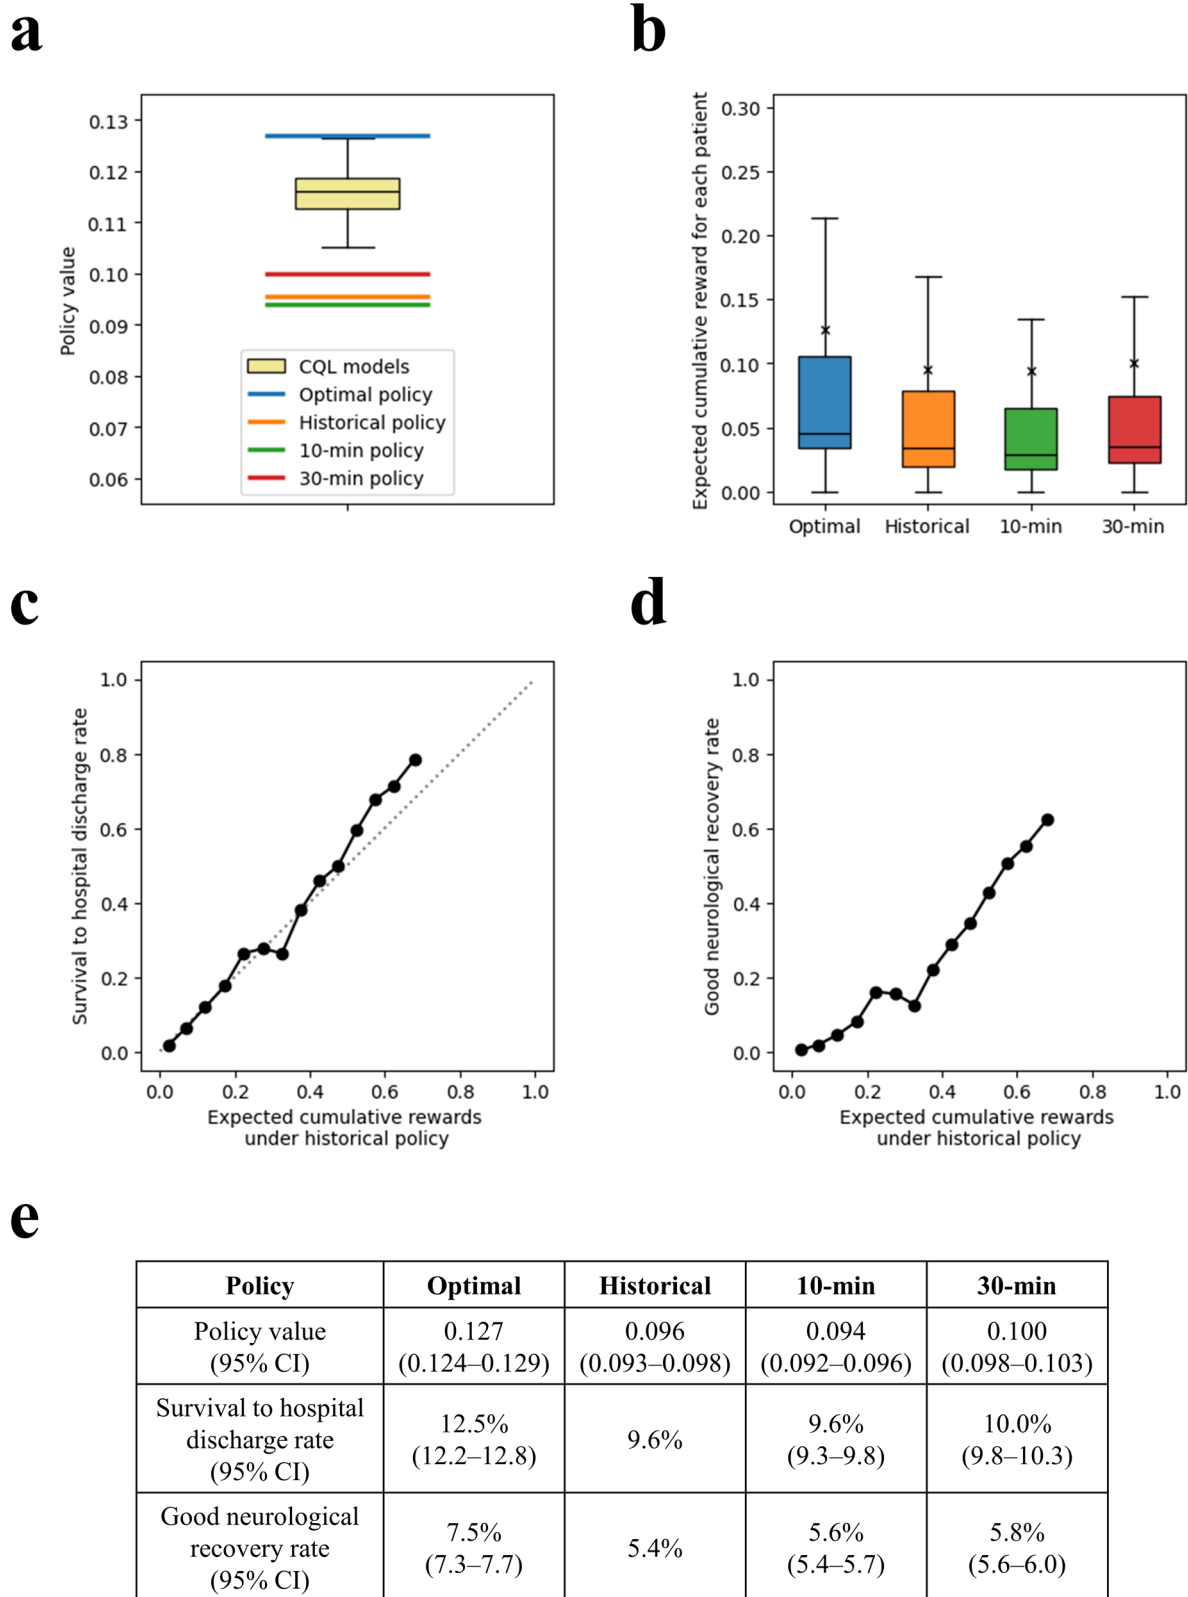 a
b
0.13
0.12
0.11
0.10
0.09
0.08
0.07
0.06
Policy value
CQL models
Optimal policy
Historical policy
10-min policy
30-min policy
0.30
0.25
0.20
0.15
0.10
0.05
0.00
Expected cumulative reward for each patient
Optimal Historical 10-min 30-min
c
d
1.0
0.8
0.6
0.4
0.2
0.0
Survival to hospital discharge rate
0.0 0.2 0.4 0.6 0.8 1.0
Expected cumulative rewards
under historical policy
1.0
0.8
0.6
0.4
0.2
0.0
Good neurological recovery rate
0.0 0.2 0.4 0.6 0.8 1.0
Expected cumulative rewards
under historical policy
e
Policy Optimal Historical 10-min 30-min
Policy value
(95% CI)
0.127
(0.124–0.129)
0.096
(0.093–0.098)
0.094
(0.092–0.096)
0.100
(0.098–0.103)
Survival to hospital
discharge rate
(95% CI)
12.5%
(12.2–12.8)
9.6%
9.6%
(9.3–9.8)
10.0%
(9.8–10.3)
Good neurological
recovery rate
(95% CI)
7.5%
(7.3–7.7)
5.4%
5.6%
(5.4–5.7)
5.8%
(5.6–6.0)